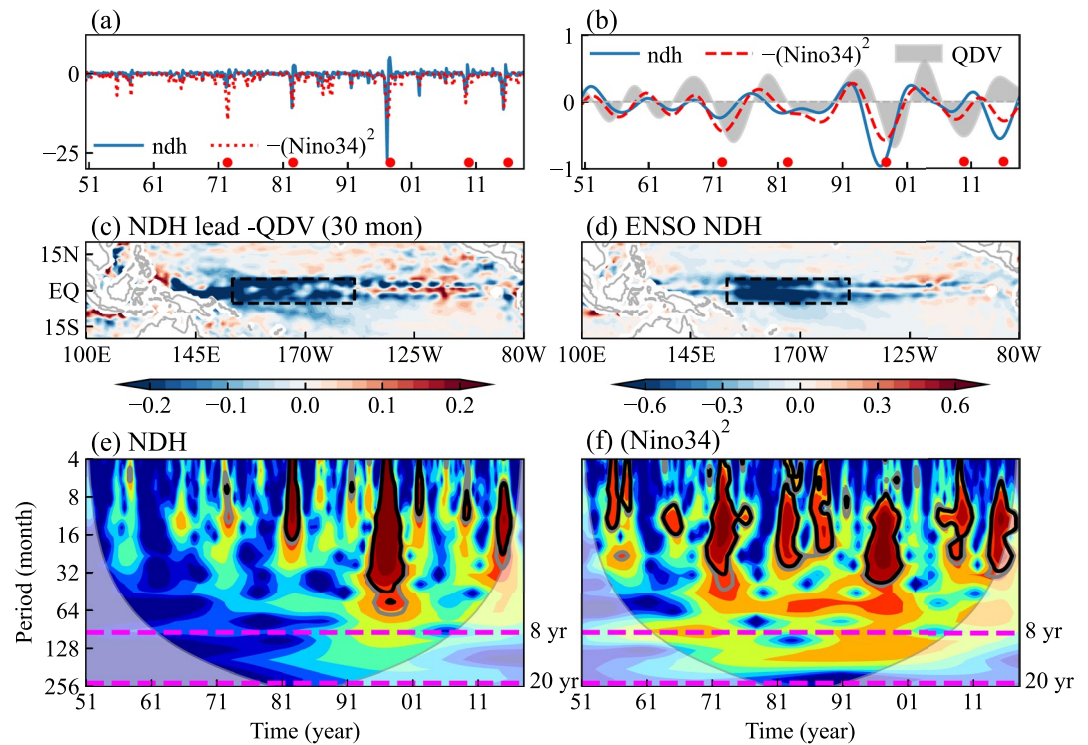 (a)
0
−25
ndh
−(Nino34)²
51 61 71 81 91 01 11
(b)
1
0
−1
ndh
−(Nino34)²
QDV
51 61 71 81 91 01 11
(c) NDH lead -QDV (30 mon)
15N
EQ
15S
100E 145E 170W 125W 80W
−0.2 −0.1 0.0 0.1 0.2
(d) ENSO NDH
100E 145E 170W 125W 80W
−0.6 −0.3 0.0 0.3 0.6
(e) NDH
Period (month)
4
8
16
32
64
128
256
8 yr
20 yr
51 61 71 81 91 01 11
Time (year)
(f) (Nino34)²
8 yr
20 yr
51 61 71 81 91 01 11
Time (year)